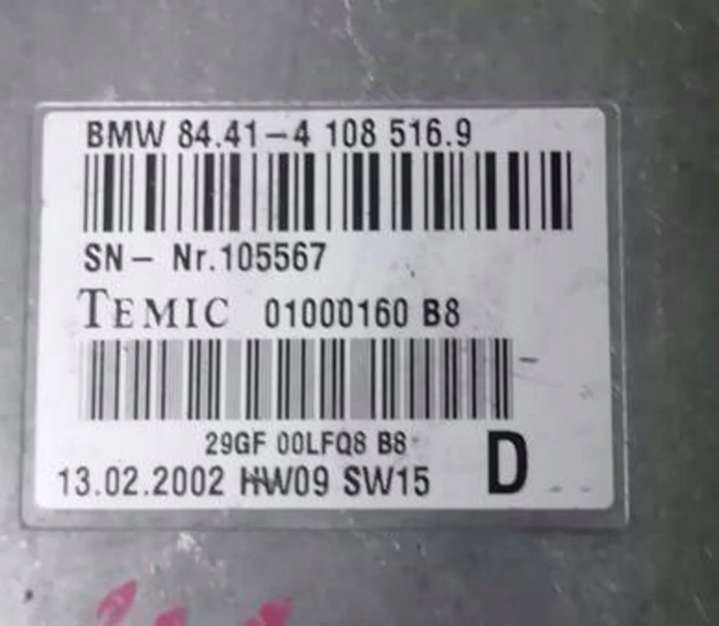 BMW 84.41-4 108 516.9
SN- Nr.105567
TEMIC 01000160 B8
29GF 00LFQ8 B8
D
13.02.2002 HW09 SW15